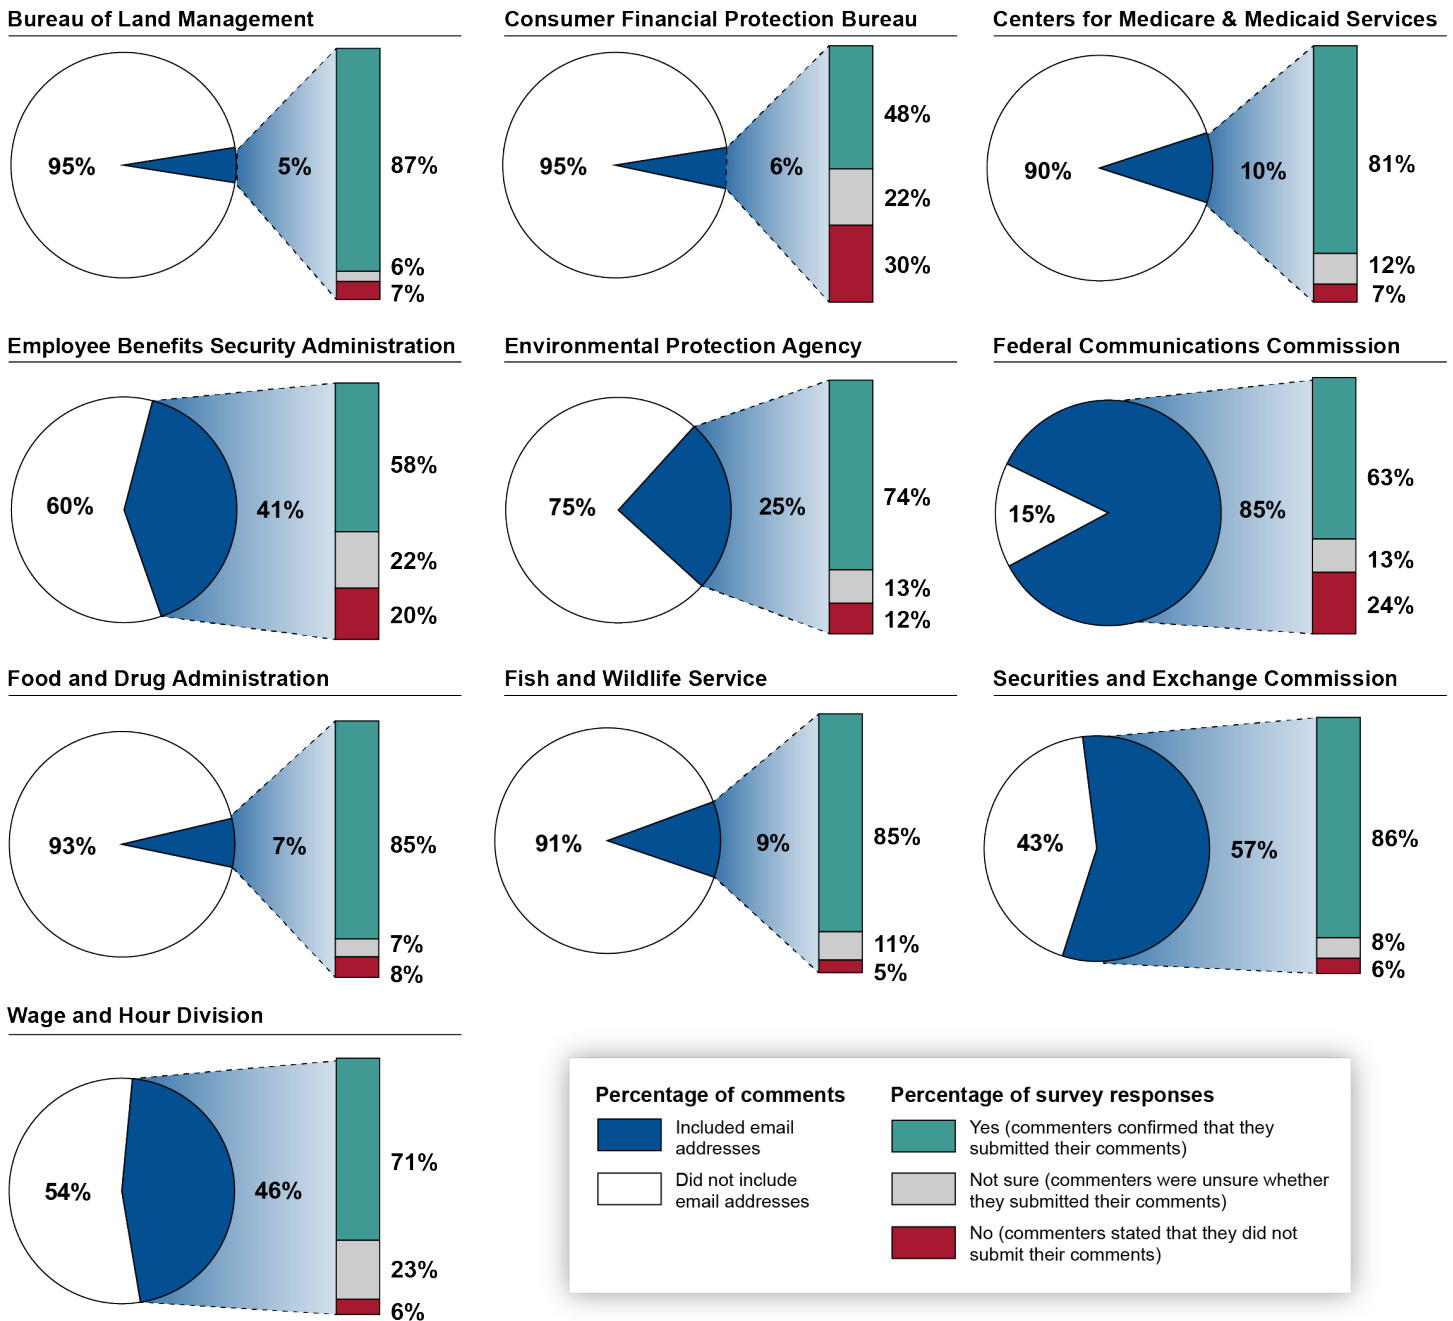 Bureau of Land Management
95%
5%
87%
6%
7%
Consumer Financial Protection Bureau
95%
6%
48%
22%
30%
Centers for Medicare & Medicaid Services
90%
10%
81%
12%
7%
Employee Benefits Security Administration
60%
41%
58%
22%
20%
Environmental Protection Agency
75%
25%
74%
13%
12%
Federal Communications Commission
15%
85%
63%
13%
24%
Food and Drug Administration
93%
7%
85%
7%
8%
Fish and Wildlife Service
91%
9%
85%
11%
5%
Securities and Exchange Commission
43%
57%
86%
8%
6%
Wage and Hour Division
54%
46%
71%
23%
6%
Percentage of comments
Included email
addresses
Did not include
email addresses
Percentage of survey responses
Yes (commenters confirmed that they
submitted their comments)
Not sure (commenters were unsure whether
they submitted their comments)
No (commenters stated that they did not
submit their comments)